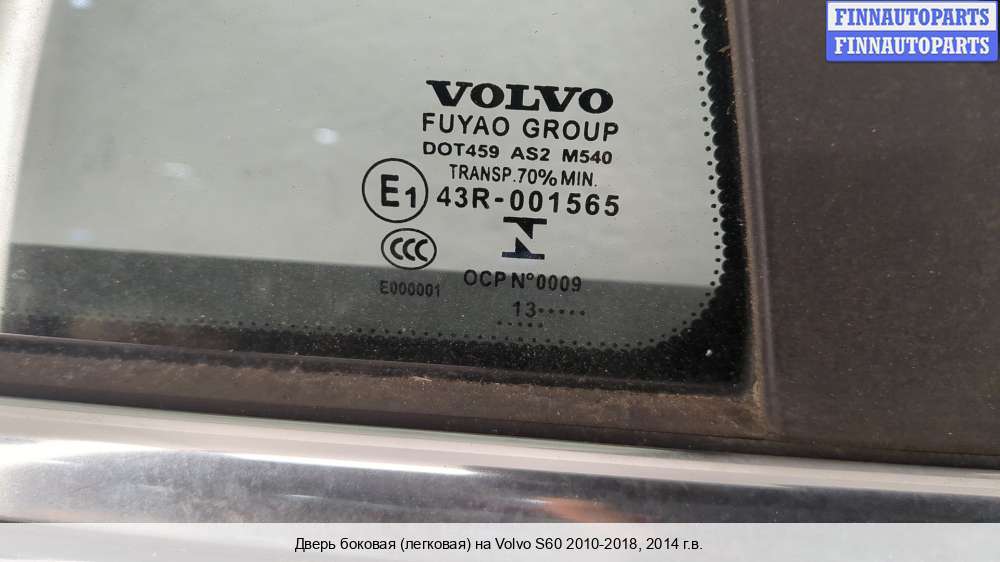 FINNAUTOPARTS
FINNAUTOPARTS
VOLVO
FUYAO GROUP
DOT459 AS2 M540
TRANSP.70% MIN.
E1 43R-001565
CCC
E000001
OCP N°0009
13·····
Дверь боковая (легковая) на Volvo S60 2010-2018, 2014 г.в.